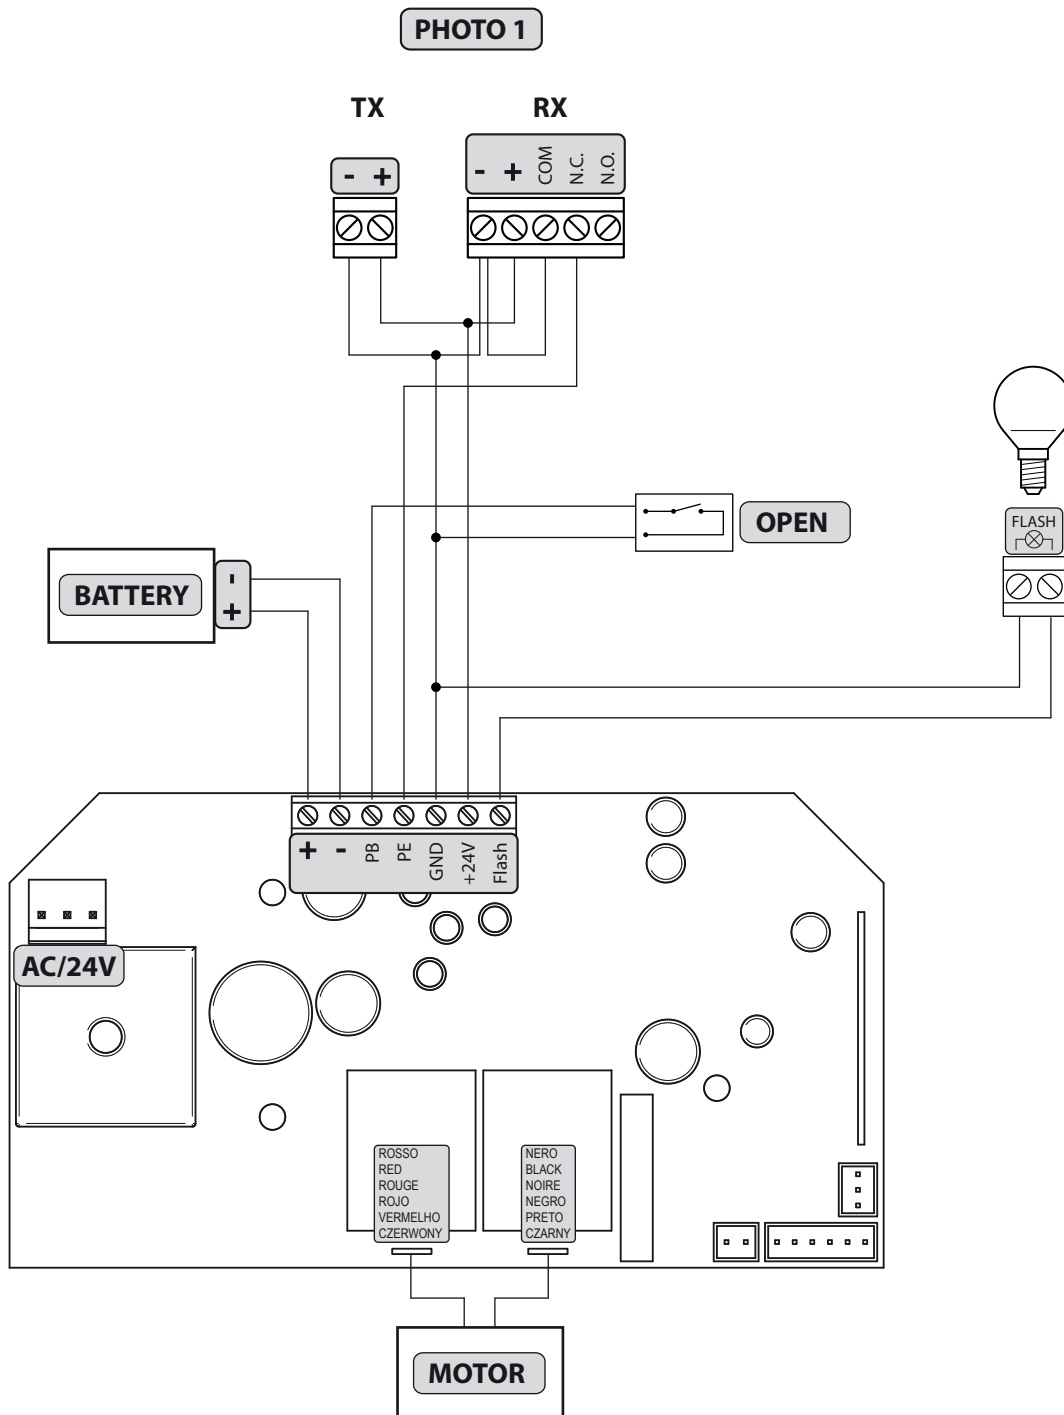 PHOTO 1
TX
RX
- +
- + COM N.C. N.O.
FLASH
OPEN
BATTERY
-
+
+ - PB PE GND +24V Flash
AC/24V
ROSSO
RED
ROUGE
ROJO
VERMELHO
CZERWONY
NERO
BLACK
NOIRE
NEGRO
PRETO
CZARNY
MOTOR